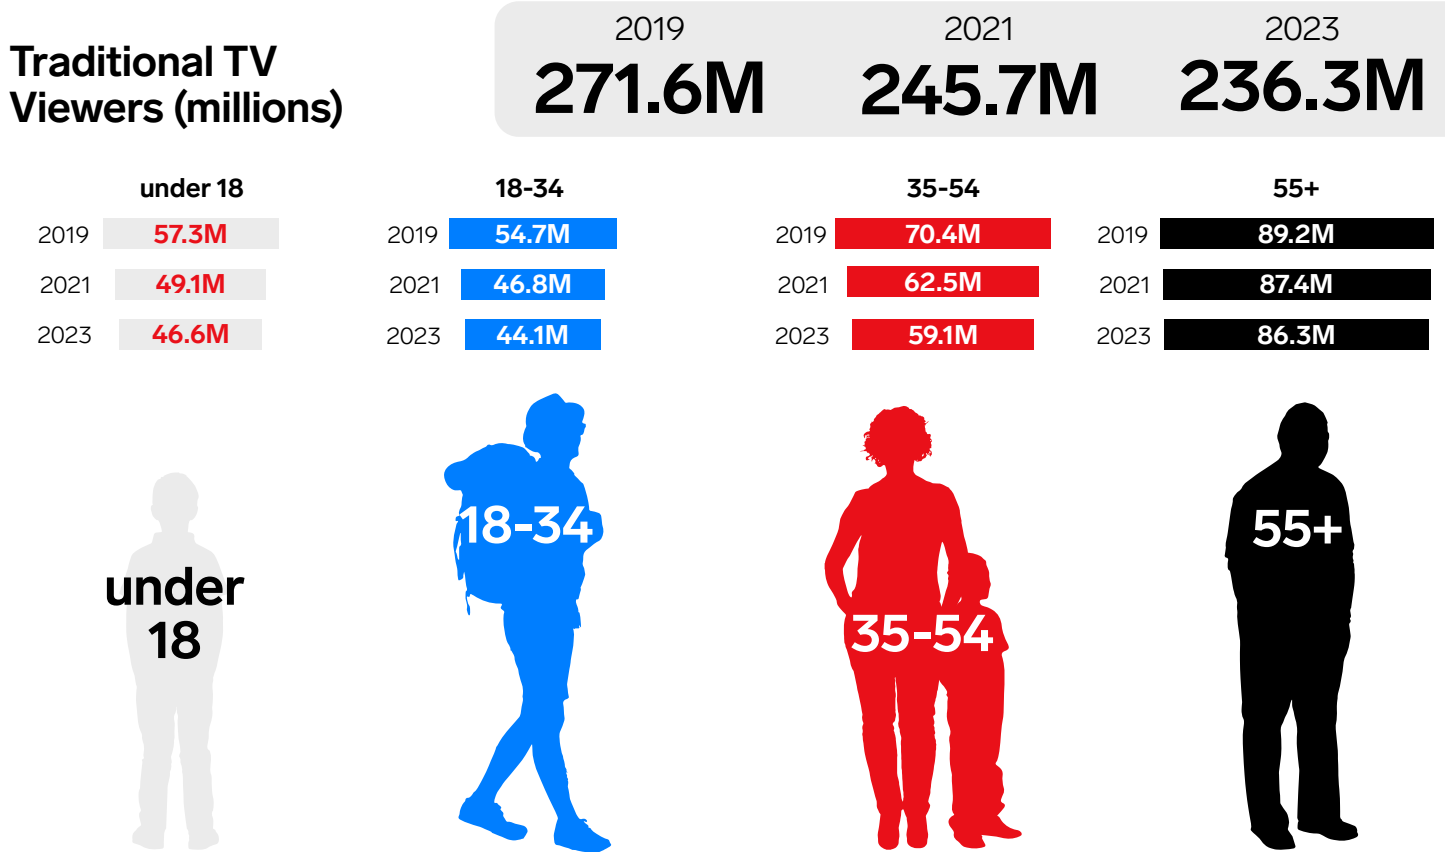 Traditional TV
Viewers (millions)
2019 2021 2023
271.6M 245.7M 236.3M
under 18 18-34 35-54 55+
2019 57.3M 2019 54.7M 2019 70.4M 2019 89.2M
2021 49.1M 2021 46.8M 2021 62.5M 2021 87.4M
2023 46.6M 2023 44.1M 2023 59.1M 2023 86.3M
18-34 55+
under
18
35-54